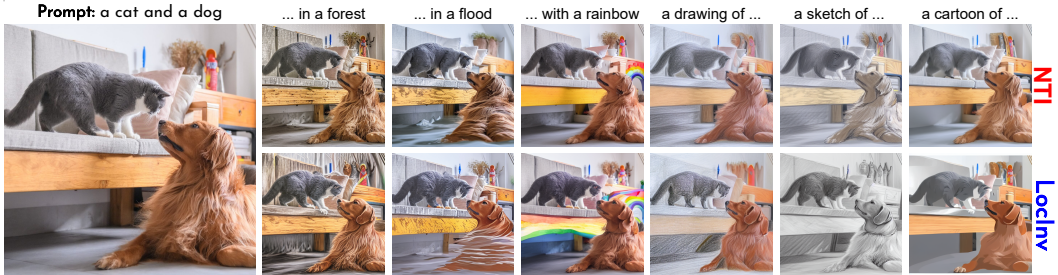 Prompt: a cat and a dog
... in a forest
... in a flood
... with a rainbow
a drawing of ...
a sketch of ...
a cartoon of ...
NTI
LocInv